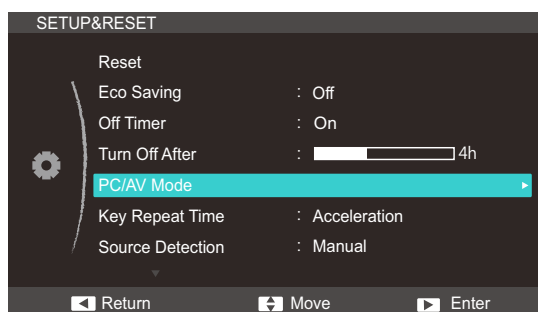 SETUP&RESET
Reset
Eco Saving : Off
Off Timer : On
Turn Off After : 4h
PC/AV Mode
Key Repeat Time : Acceleration
Source Detection : Manual
Return Move Enter